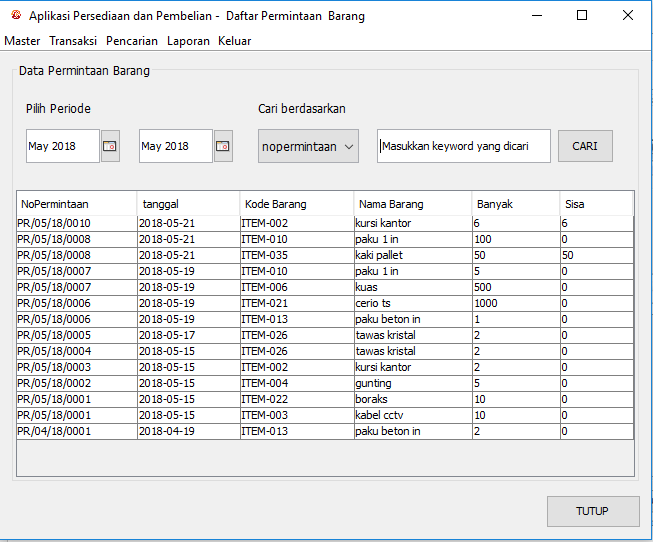 Aplikasi Persediaan dan Pembelian - Daftar Permintaan Barang
Master Transaksi Pencarian Laporan Keluar
Data Permintaan Barang
Pilih Periode Cari berdasarkan
May 2018 May 2018 nopermintaan Masukkan keyword yang dicari CARI
NoPermintaan tanggal Kode Barang Nama Barang Banyak Sisa
PR/05/18/0010 2018-05-21 ITEM-002 kursi kantor 6 6
PR/05/18/0008 2018-05-21 ITEM-010 paku 1 in 100 0
PR/05/18/0008 2018-05-21 ITEM-035 kaki pallet 50 50
PR/05/18/0007 2018-05-19 ITEM-010 paku 1 in 5 0
PR/05/18/0007 2018-05-19 ITEM-006 kuas 500 0
PR/05/18/0006 2018-05-19 ITEM-021 cerio ts 1000 0
PR/05/18/0006 2018-05-19 ITEM-013 paku beton in 1 0
PR/05/18/0005 2018-05-17 ITEM-026 tawas kristal 2 0
PR/05/18/0004 2018-05-15 ITEM-026 tawas kristal 2 0
PR/05/18/0003 2018-05-15 ITEM-002 kursi kantor 2 0
PR/05/18/0002 2018-05-15 ITEM-004 gunting 5 0
PR/05/18/0001 2018-05-15 ITEM-022 boraks 10 0
PR/05/18/0001 2018-05-15 ITEM-003 kabel cctv 10 0
PR/04/18/0001 2018-04-19 ITEM-013 paku beton in 2 0
TUTUP